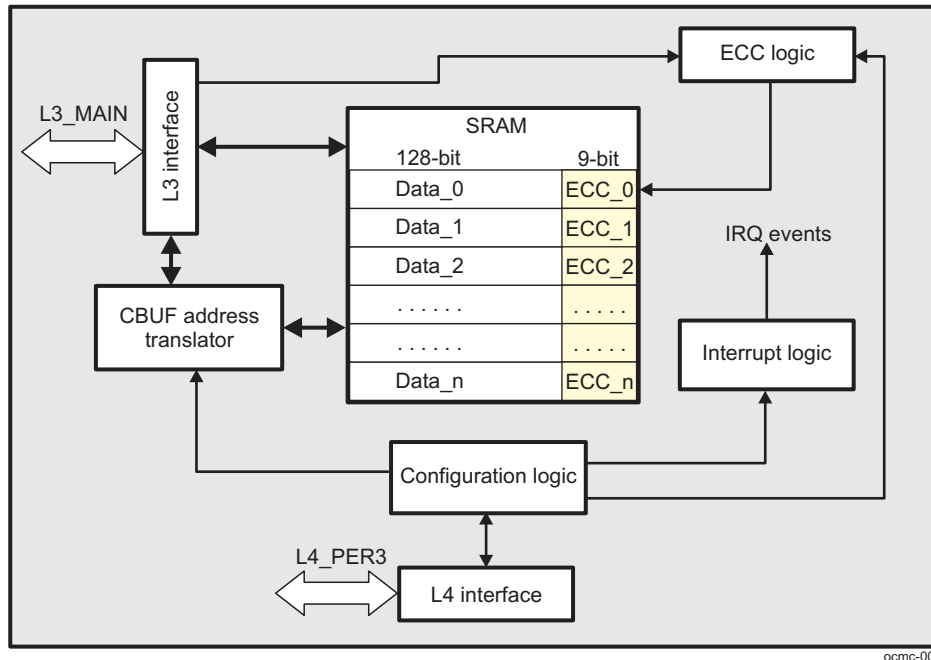 ECC logic
L3_MAIN
L3 interface
SRAM
128-bit 9-bit
Data_0 ECC_0
Data_1 ECC_1
Data_2 ECC_2
. . . . . . . . . . .
. . . . . . . . . . .
Data_n ECC_n
IRQ events
CBUF address
translator
Interrupt logic
Configuration logic
L4_PER3
L4 interface